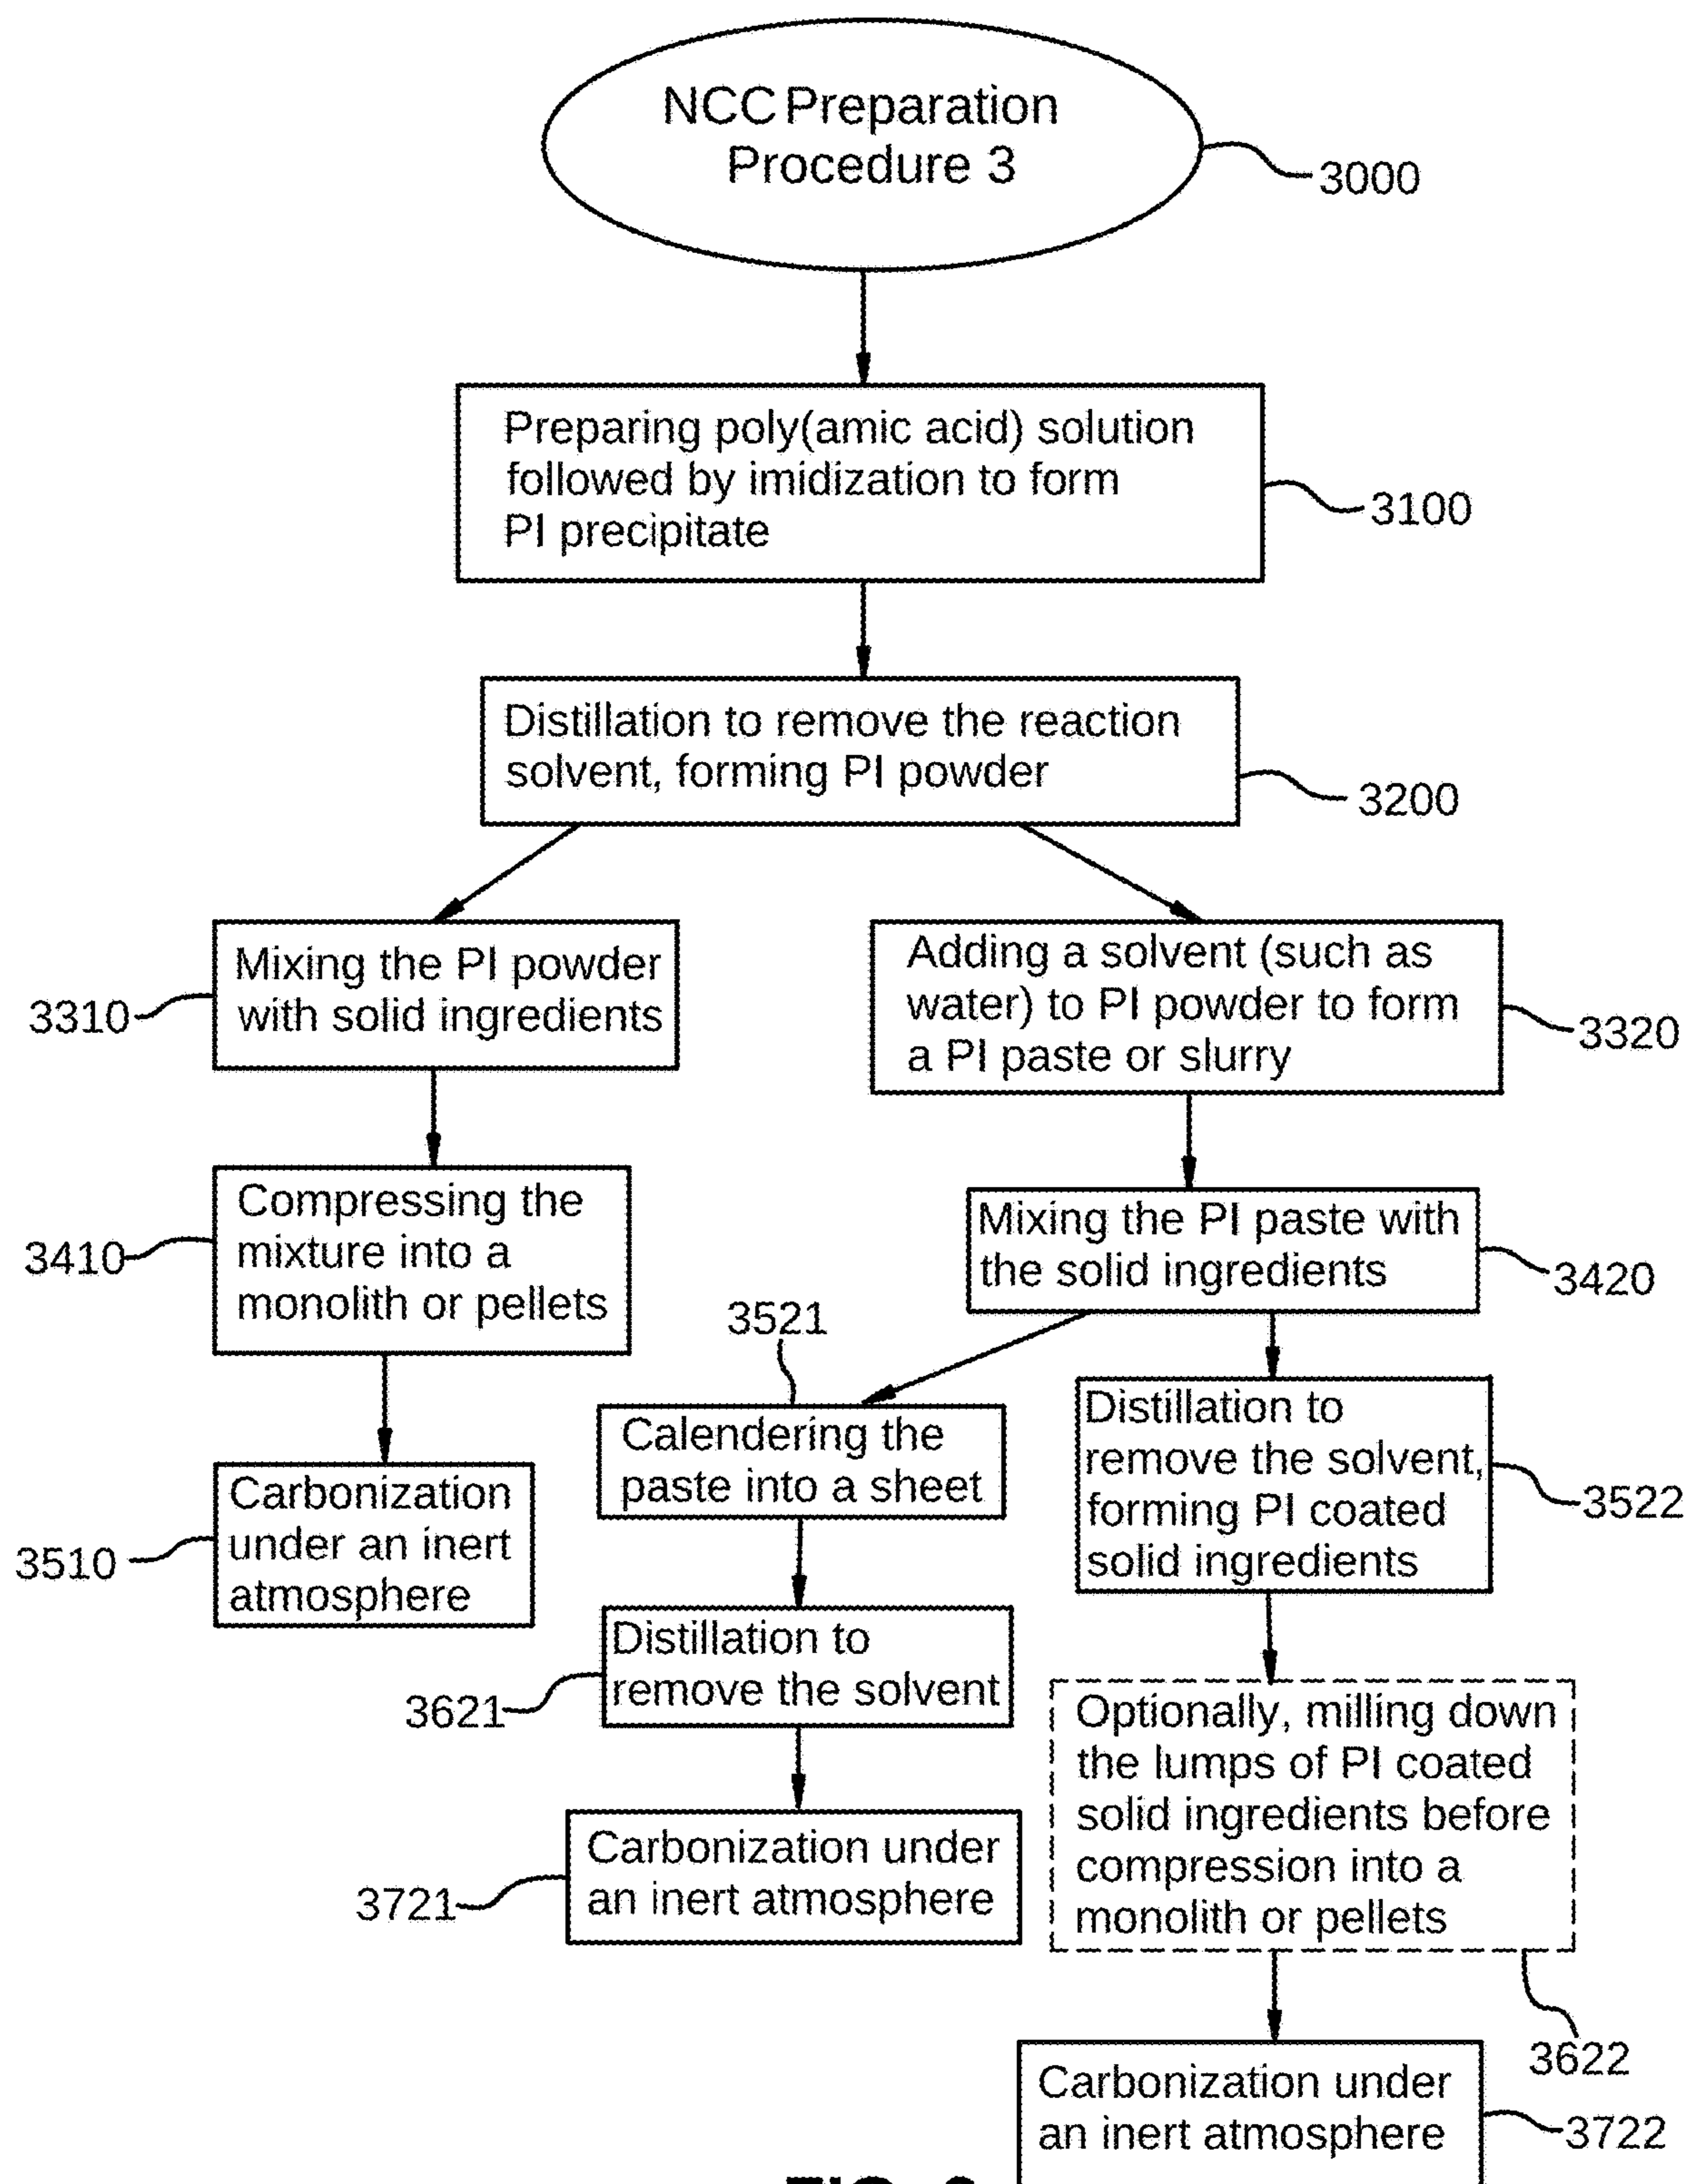 NCC Preparation
Procedure 3
3000
Preparing poly(amic acid) solution
followed by imidization to form
PI precipitate
3100
Distillation to remove the reaction
solvent, forming PI powder
3200
Mixing the PI powder
with solid ingredients
3310
Adding a solvent (such as
water) to PI powder to form
a PI paste or slurry
3320
Compressing the
mixture into a
monolith or pellets
3410
Mixing the PI paste with
the solid ingredients
3420
3521
Calendering the
paste into a sheet
Distillation to
remove the solvent,
forming PI coated
solid ingredients
3522
Carbonization
under an inert
atmosphere
3510
Distillation to
remove the solvent
3621
Optionally, milling down
the lumps of PI coated
solid ingredients before
compression into a
monolith or pellets
3622
Carbonization under
an inert atmosphere
3721
Carbonization under
an inert atmosphere
3722